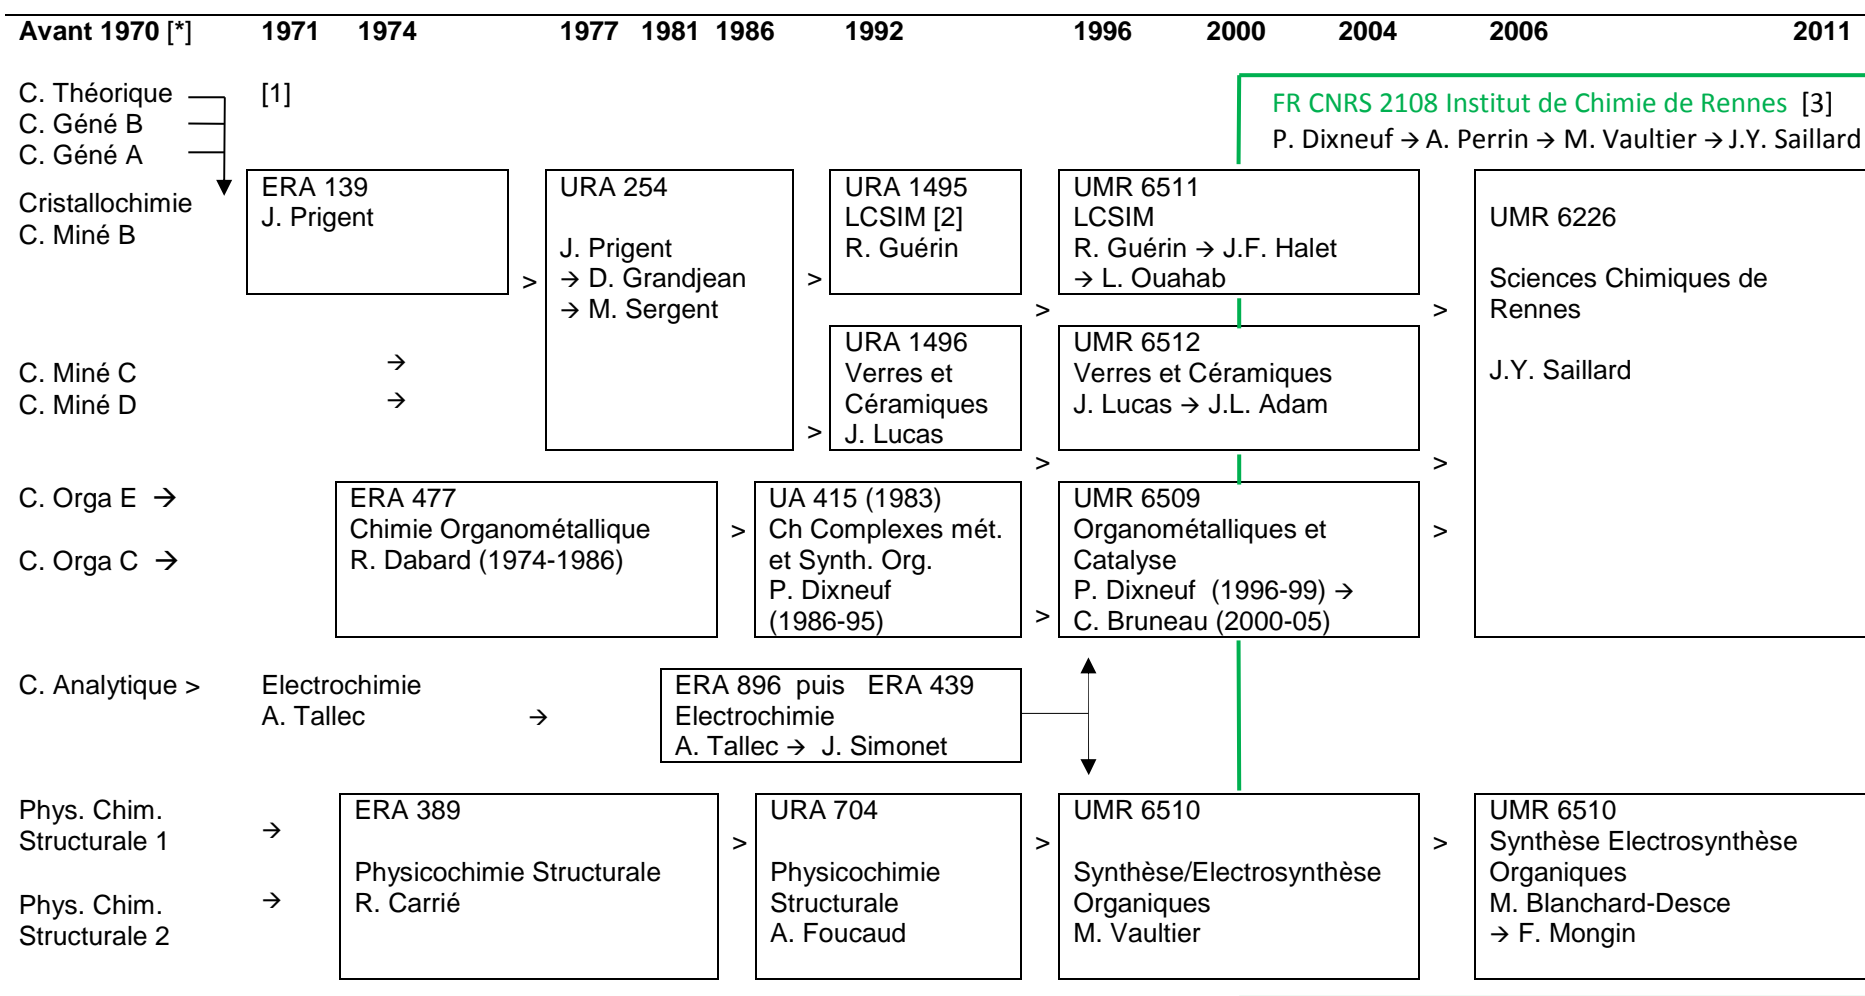 Avant 1970 [*] 1971 1974 1977 1981 1986 1992 1996 2000 2004 2006 2011
C. Théorique
C. Géné B
C. Géné A
[1]
FR CNRS 2108 Institut de Chimie de Rennes [3]
P. Dixneuf → A. Perrin → M. Vaultier → J.Y. Saillard
Cristallochimie
C. Miné B
ERA 139
J. Prigent
>
URA 254
J. Prigent
→ D. Grandjean
→ M. Sergent
>
URA 1495
LCSIM [2]
R. Guérin
>
UMR 6511
LCSIM
R. Guérin → J.F. Halet
→ L. Ouahab
>
UMR 6226
Sciences Chimiques de
Rennes
J.Y. Saillard
C. Miné C →
C. Miné D →
>
URA 1496
Verres et
Céramiques
J. Lucas
>
UMR 6512
Verres et Céramiques
J. Lucas → J.L. Adam
>
C. Orga E →
C. Orga C →
ERA 477
Chimie Organométallique
R. Dabard (1974-1986)
>
UA 415 (1983)
Ch Complexes mét.
et Synth. Org.
P. Dixneuf
(1986-95)
>
UMR 6509
Organométalliques et
Catalyse
P. Dixneuf (1996-99) →
C. Bruneau (2000-05)
>
C. Analytique >
Electrochimie
A. Tallec →
ERA 896 puis ERA 439
Electrochimie
A. Tallec → J. Simonet
Phys. Chim.
Structurale 1
→
Phys. Chim.
Structurale 2
→
ERA 389
Physicochimie Structurale
R. Carrié
>
URA 704
Physicochimie
Structurale
A. Foucaud
>
UMR 6510
Synthèse/Electrosynthèse
Organiques
M. Vaultier
>
UMR 6510
Synthèse Electrosynthèse
Organiques
M. Blanchard-Desce
→ F. Mongin